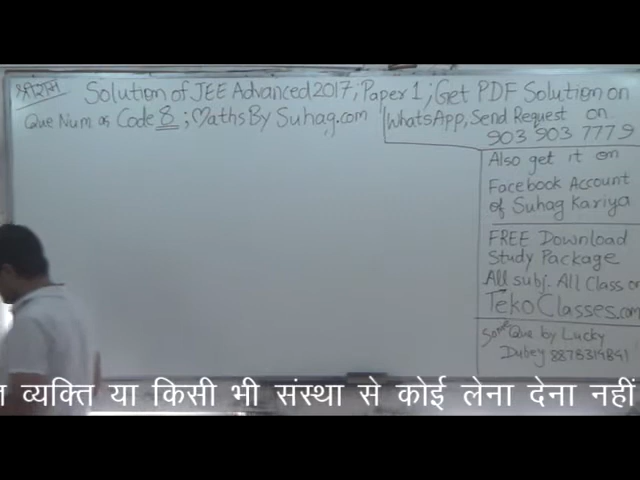 श्रीराम
Solution of JEE Advanced 2017; Paper 1; Get PDF Solution on
Que Num as Code 8; Maths By Suhag.com
WhatsApp, Send Request on
903 903 7779
Also get it on
Facebook Account
of Suhag Kariya
FREE Download
Study Package
All subj. All Class on
TekoClasses.com
Some Que by Lucky
Dubey 8878314841
व्यक्ति या किसी भी संस्था से कोई लेना देना नहीं